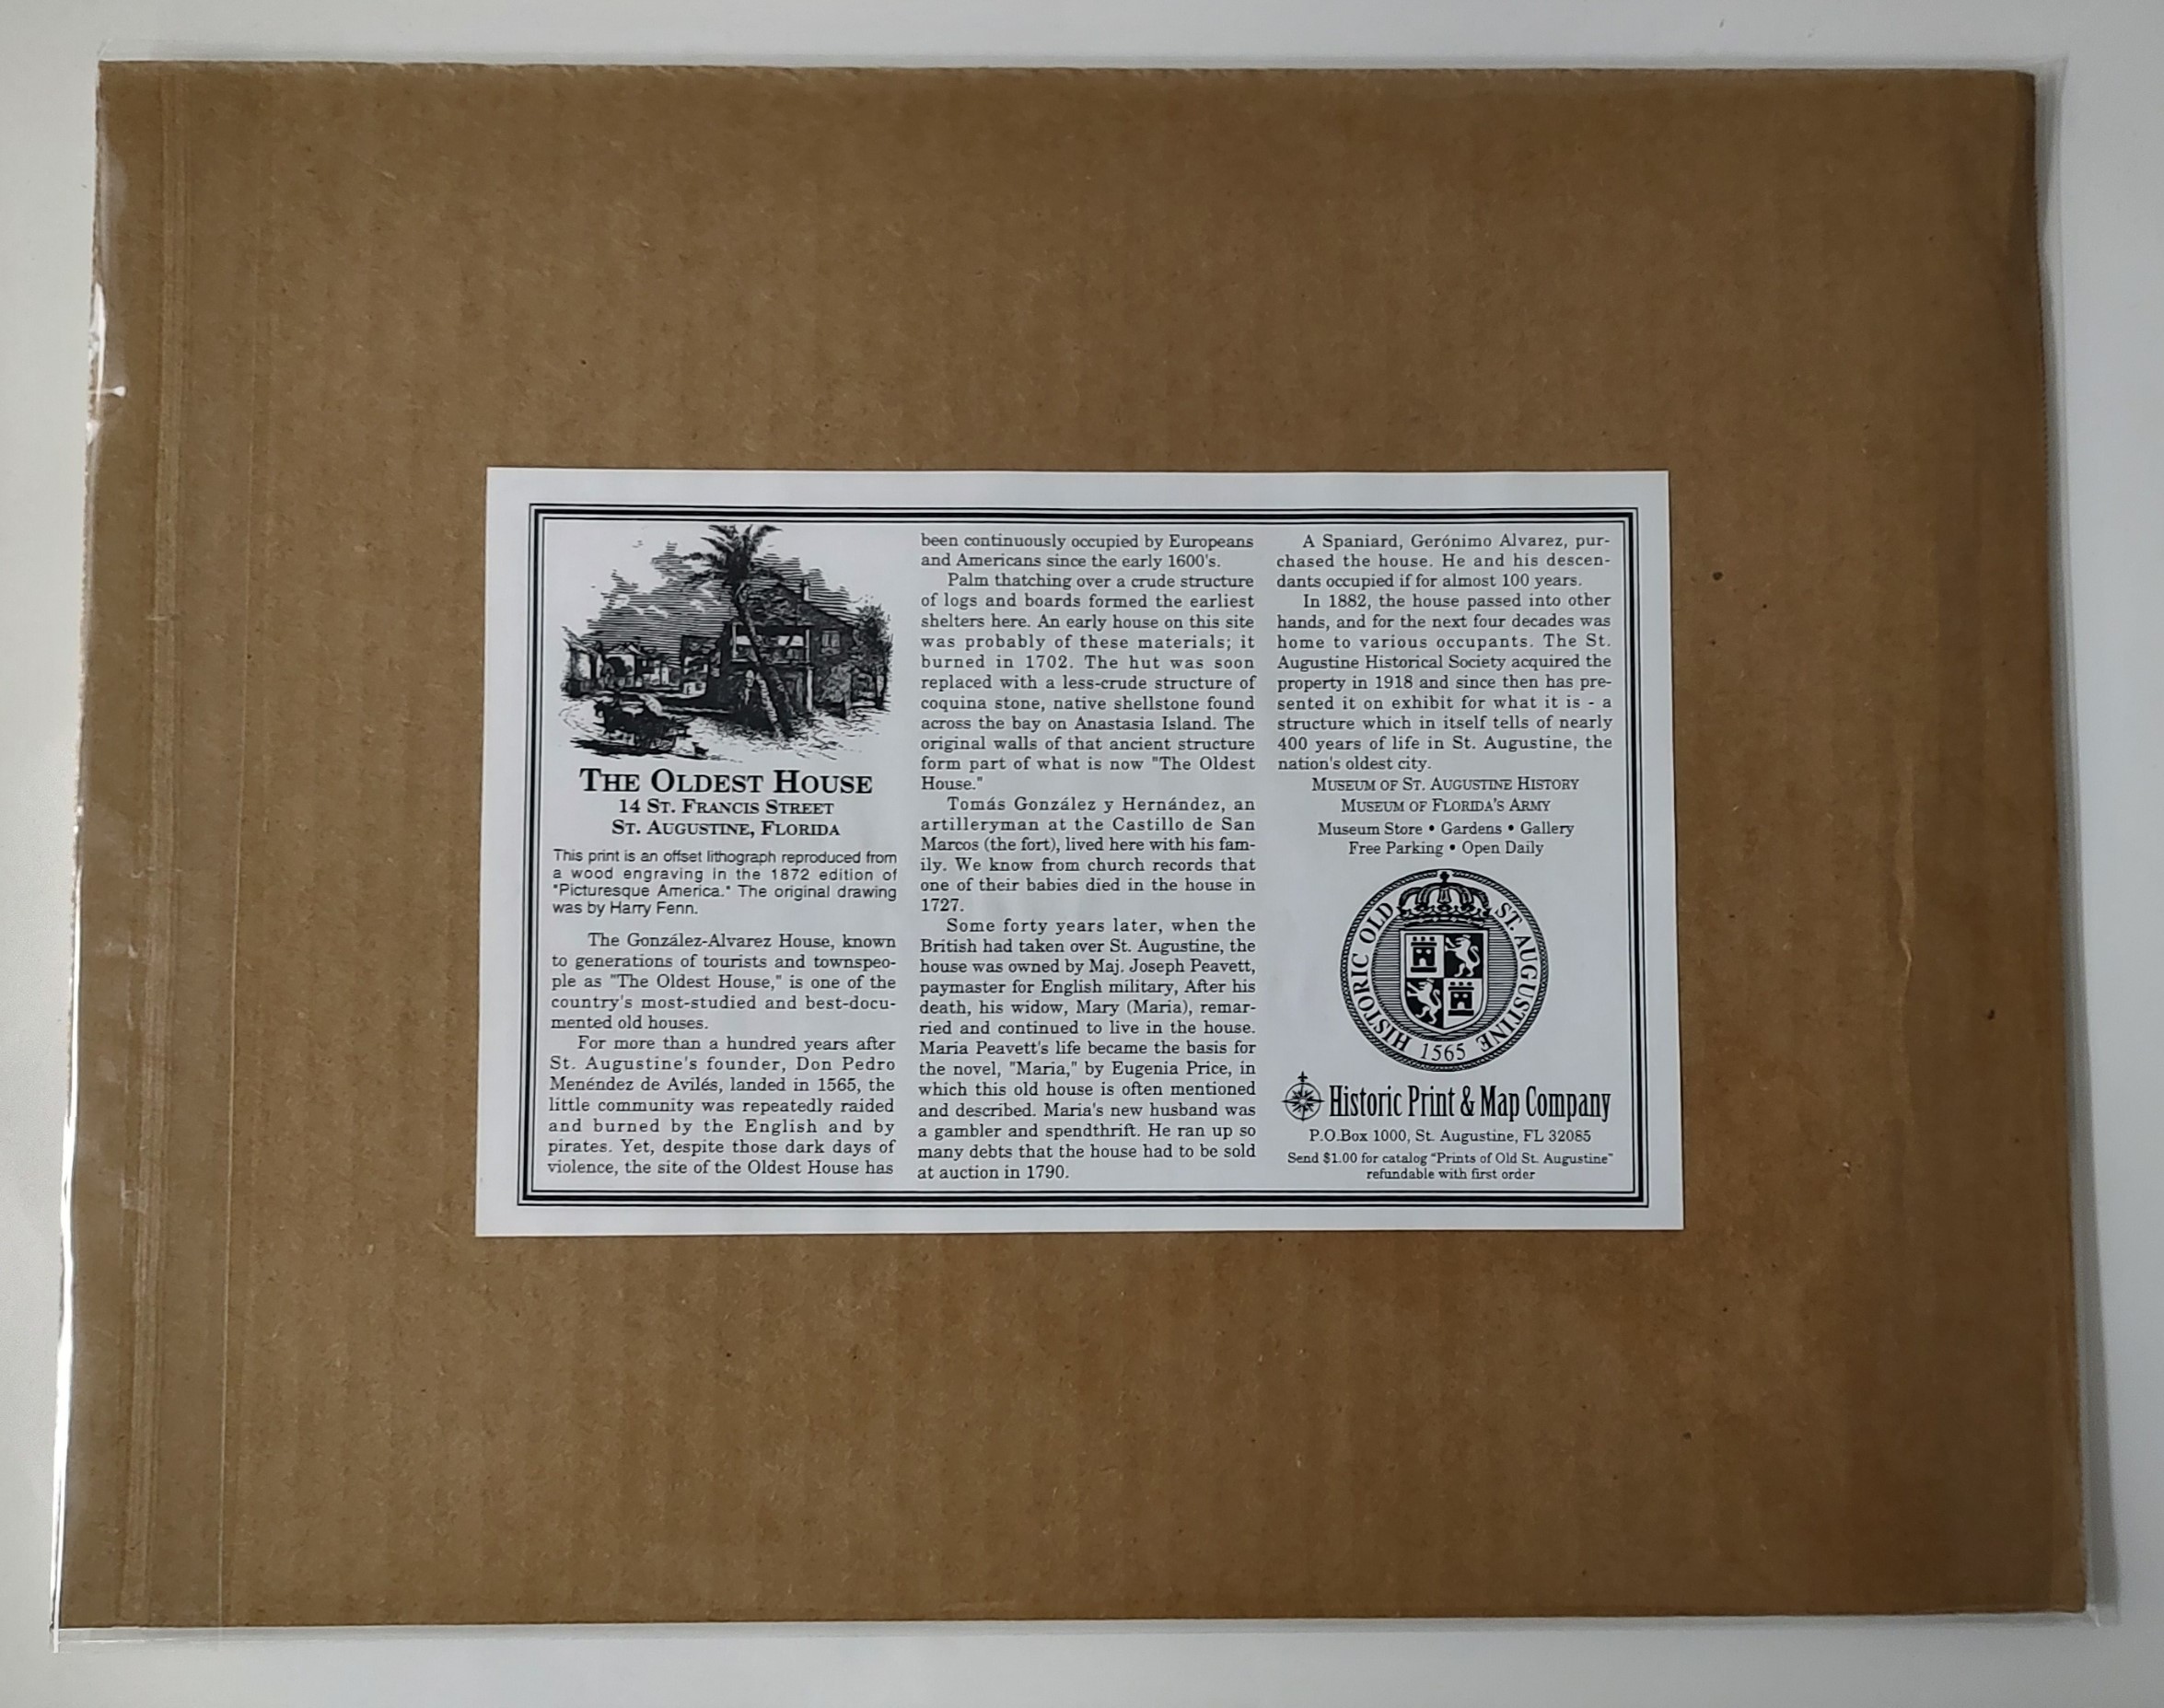 THE OLDEST HOUSE
14 ST. FRANCIS STREET
ST. AUGUSTINE, FLORIDA
This print is an offset lithograph reproduced from
a wood engraving in the 1872 edition of
"Picturesque America." The original drawing
was by Harry Fenn.
The González-Alvarez House, known
to generations of tourists and townspeo-
ple as "The Oldest House," is one of the
country's most-studied and best-docu-
mented old houses.
For more than a hundred years after
St. Augustine's founder, Don Pedro
Menéndez de Avilés, landed in 1565, the
little community was repeatedly raided
and burned by the English and by
pirates. Yet, despite those dark days of
violence, the site of the Oldest House has
been continuously occupied by Europeans
and Americans since the early 1600's.
Palm thatching over a crude structure
of logs and boards formed the earliest
shelters here. An early house on this site
was probably of these materials; it
burned in 1702. The hut was soon
replaced with a less-crude structure of
coquina stone, native shellstone found
across the bay on Anastasia Island. The
original walls of that ancient structure
form part of what is now "The Oldest
House."
Tomás González y Hernández, an
artilleryman at the Castillo de San
Marcos (the fort), lived here with his fam-
ily. We know from church records that
one of their babies died in the house in
1727.
Some forty years later, when the
British had taken over St. Augustine, the
house was owned by Maj. Joseph Peavett,
paymaster for English military, After his
death, his widow, Mary (Maria), remar-
ried and continued to live in the house.
Maria Peavett's life became the basis for
the novel, "Maria," by Eugenia Price, in
which this old house is often mentioned
and described. Maria's new husband was
a gambler and spendthrift. He ran up so
many debts that the house had to be sold
at auction in 1790.
A Spaniard, Gerónimo Alvarez, pur-
chased the house. He and his descen-
dants occupied if for almost 100 years.
In 1882, the house passed into other
hands, and for the next four decades was
home to various occupants. The St.
Augustine Historical Society acquired the
property in 1918 and since then has pre-
sented it on exhibit for what it is - a
structure which in itself tells of nearly
400 years of life in St. Augustine, the
nation's oldest city.
MUSEUM OF ST. AUGUSTINE HISTORY
MUSEUM OF FLORIDA'S ARMY
Museum Store • Gardens • Gallery
Free Parking • Open Daily
HISTORIC OLD ST. AUGUSTINE
1565
Historic Print & Map Company
P.O.Box 1000, St. Augustine, FL 32085
Send $1.00 for catalog "Prints of Old St. Augustine"
refundable with first order